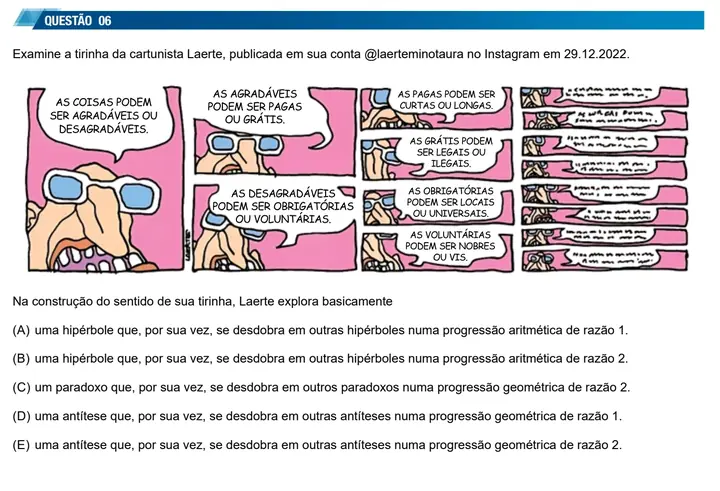 QUESTÃO 06
Examine a tirinha da cartunista Laerte, publicada em sua conta @laerteminotaura no Instagram em 29.12.2022.
AS COISAS PODEM
SER AGRADÁVEIS OU
DESAGRADÁVEIS.
AS AGRADÁVEIS
PODEM SER PAGAS
OU GRÁTIS.
AS DESAGRADÁVEIS
PODEM SER OBRIGATÓRIAS
OU VOLUNTÁRIAS.
AS PAGAS PODEM SER
CURTAS OU LONGAS.
AS GRÁTIS PODEM
SER LEGAIS OU
ILEGAIS.
AS OBRIGATÓRIAS
PODEM SER LOCAIS
OU UNIVERSAIS.
AS VOLUNTÁRIAS
PODEM SER NOBRES
OU VIS.
Na construção do sentido de sua tirinha, Laerte explora basicamente
(A) uma hipérbole que, por sua vez, se desdobra em outras hipérboles numa progressão aritmética de razão 1.
(B) uma hipérbole que, por sua vez, se desdobra em outras hipérboles numa progressão aritmética de razão 2.
(C) um paradoxo que, por sua vez, se desdobra em outros paradoxos numa progressão geométrica de razão 2.
(D) uma antítese que, por sua vez, se desdobra em outras antíteses numa progressão geométrica de razão 1.
(E) uma antítese que, por sua vez, se desdobra em outras antíteses numa progressão geométrica de razão 2.